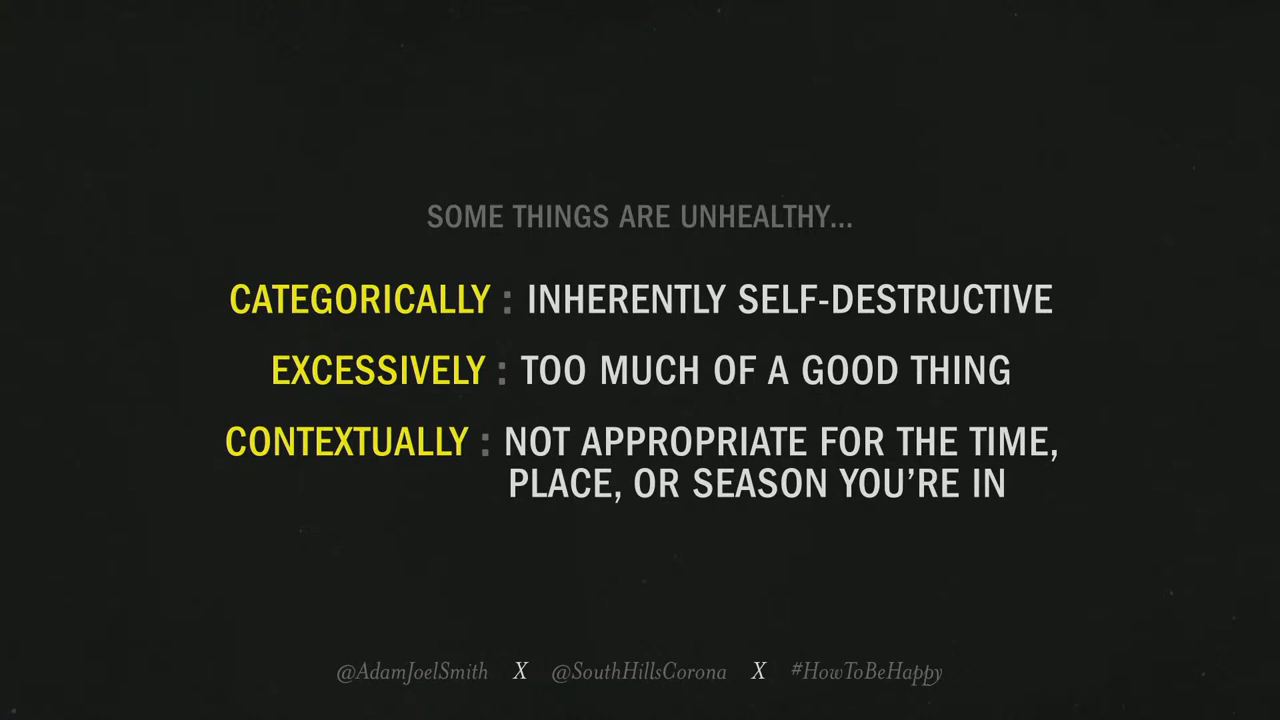 SOME THINGS ARE UNHEALTHY...
CATEGORICALLY : INHERENTLY SELF-DESTRUCTIVE
EXCESSIVELY : TOO MUCH OF A GOOD THING
CONTEXTUALLY : NOT APPROPRIATE FOR THE TIME,
PLACE, OR SEASON YOU’RE IN
@AdamJoelSmith X @SouthHillsCorona X #HowToBeHappy